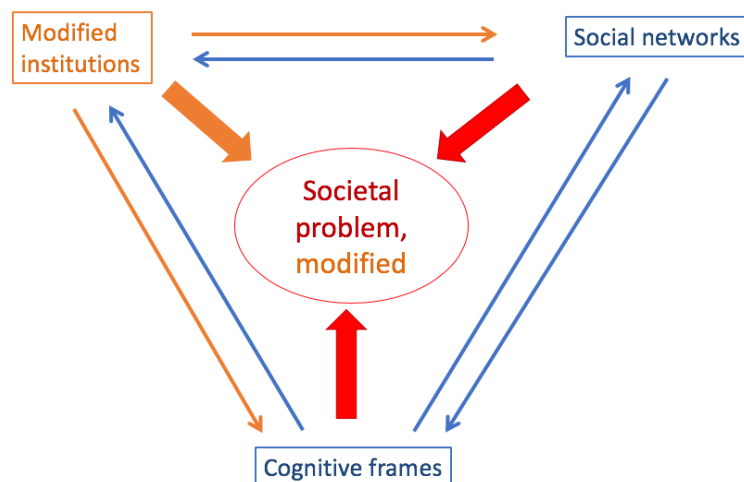 Modified
institutions
Social networks
Societal
problem,
modified
Cognitive frames